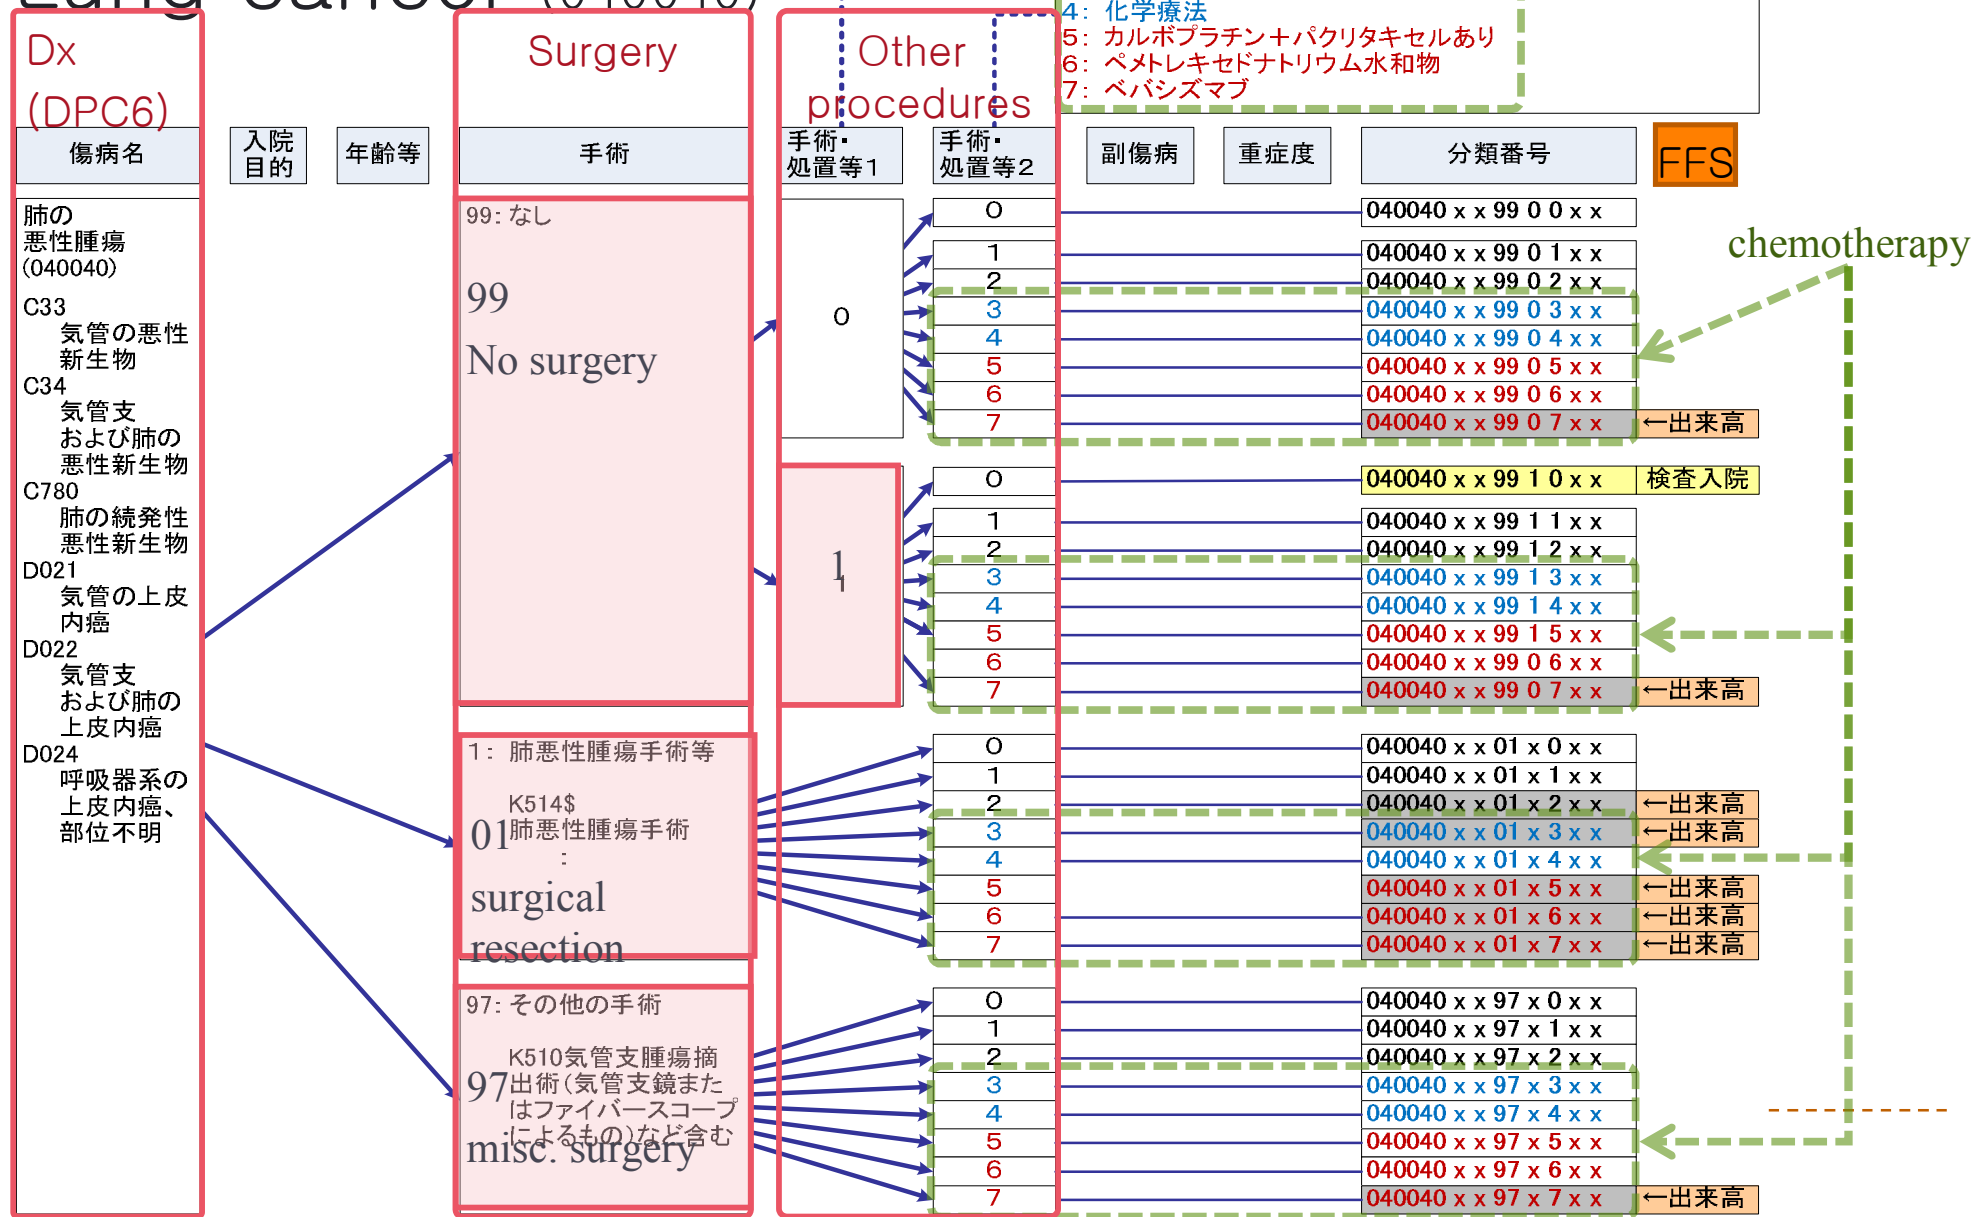 Lung cancer (040040)
4: 化学療法
5: カルボプラチン+パクリタキセルあり
6: ペメトレキセドナトリウム水和物
7: ベバシズマブ
Dx
(DPC6)
Surgery
Other
procedures
傷病名
入院
目的
年齢等
手術
手術・
処置等1
手術・
処置等2
副傷病
重症度
分類番号
FFS
肺の
悪性腫瘍
(040040)
C33
気管の悪性
新生物
C34
気管支
および肺の
悪性新生物
C780
肺の続発性
悪性新生物
D021
気管の上皮
内癌
D022
気管支
および肺の
上皮内癌
D024
呼吸器系の
上皮内癌、
部位不明
99: なし
99
No surgery
0
0 040040 x x 99 0 0 x x
1 040040 x x 99 0 1 x x
2 040040 x x 99 0 2 x x
3 040040 x x 99 0 3 x x
4 040040 x x 99 0 4 x x
5 040040 x x 99 0 5 x x
6 040040 x x 99 0 6 x x
7 040040 x x 99 0 7 x x ←出来高
chemotherapy
1
0 040040 x x 99 1 0 x x 検査入院
1 040040 x x 99 1 1 x x
2 040040 x x 99 1 2 x x
3 040040 x x 99 1 3 x x
4 040040 x x 99 1 4 x x
5 040040 x x 99 1 5 x x
6 040040 x x 99 0 6 x x
7 040040 x x 99 0 7 x x ←出来高
1: 肺悪性腫瘍手術等
K514$
肺悪性腫瘍手術
:
01
surgical
resection
0 040040 x x 01 x 0 x x
1 040040 x x 01 x 1 x x
2 040040 x x 01 x 2 x x ←出来高
3 040040 x x 01 x 3 x x ←出来高
4 040040 x x 01 x 4 x x
5 040040 x x 01 x 5 x x ←出来高
6 040040 x x 01 x 6 x x ←出来高
7 040040 x x 01 x 7 x x ←出来高
97: その他の手術
K510気管支腫瘍摘
出術(気管支鏡また
はファイバースコープ
によるもの)など含む
97
misc. surgery
0 040040 x x 97 x 0 x x
1 040040 x x 97 x 1 x x
2 040040 x x 97 x 2 x x
3 040040 x x 97 x 3 x x
4 040040 x x 97 x 4 x x
5 040040 x x 97 x 5 x x
6 040040 x x 97 x 6 x x
7 040040 x x 97 x 7 x x ←出来高